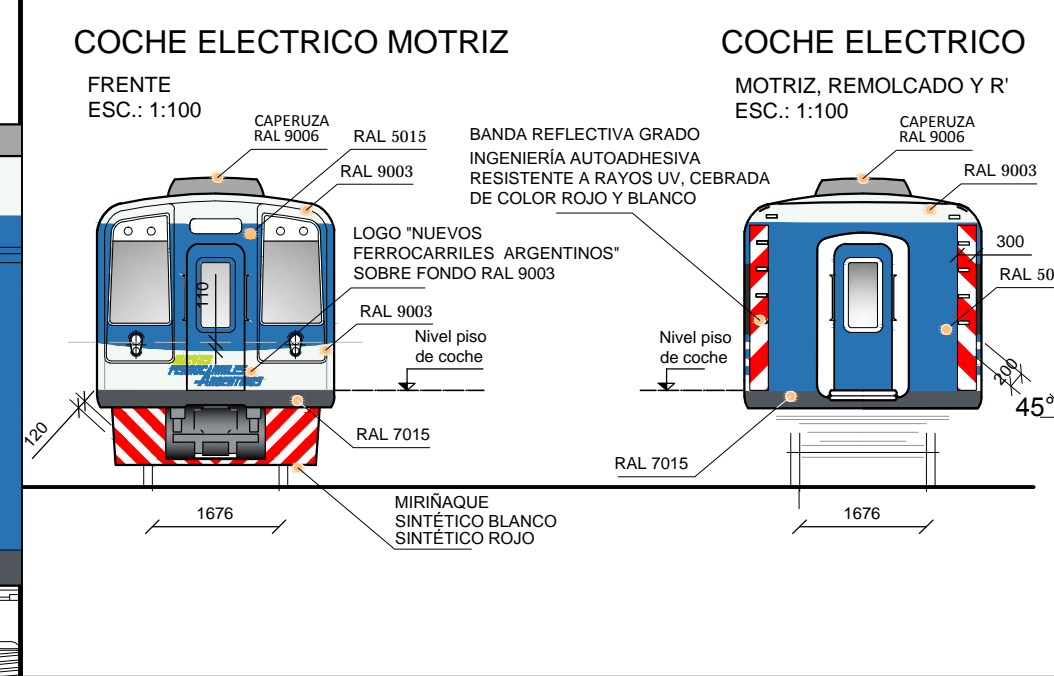 COCHE ELECTRICO MOTRIZ
FRENTE
ESC.: 1:100
CAPERUZA
RAL 9006
RAL 5015
RAL 9003
LOGO "NUEVOS
FERROCARRILES ARGENTINOS"
SOBRE FONDO RAL 9003
RAL 9003
Nivel piso
de coche
110
NUEVOS
FERROCARRILES
ARGENTINOS
120
RAL 7015
MIRIÑAQUE
SINTÉTICO BLANCO
SINTÉTICO ROJO
1676
BANDA REFLECTIVA GRADO
INGENIERÍA AUTOADHESIVA
RESISTENTE A RAYOS UV, CEBRADA
DE COLOR ROJO Y BLANCO
COCHE ELECTRICO
MOTRIZ, REMOLCADO Y R'
ESC.: 1:100
CAPERUZA
RAL 9006
RAL 9003
300
RAL 50
Nivel piso
de coche
200
45°
RAL 7015
1676